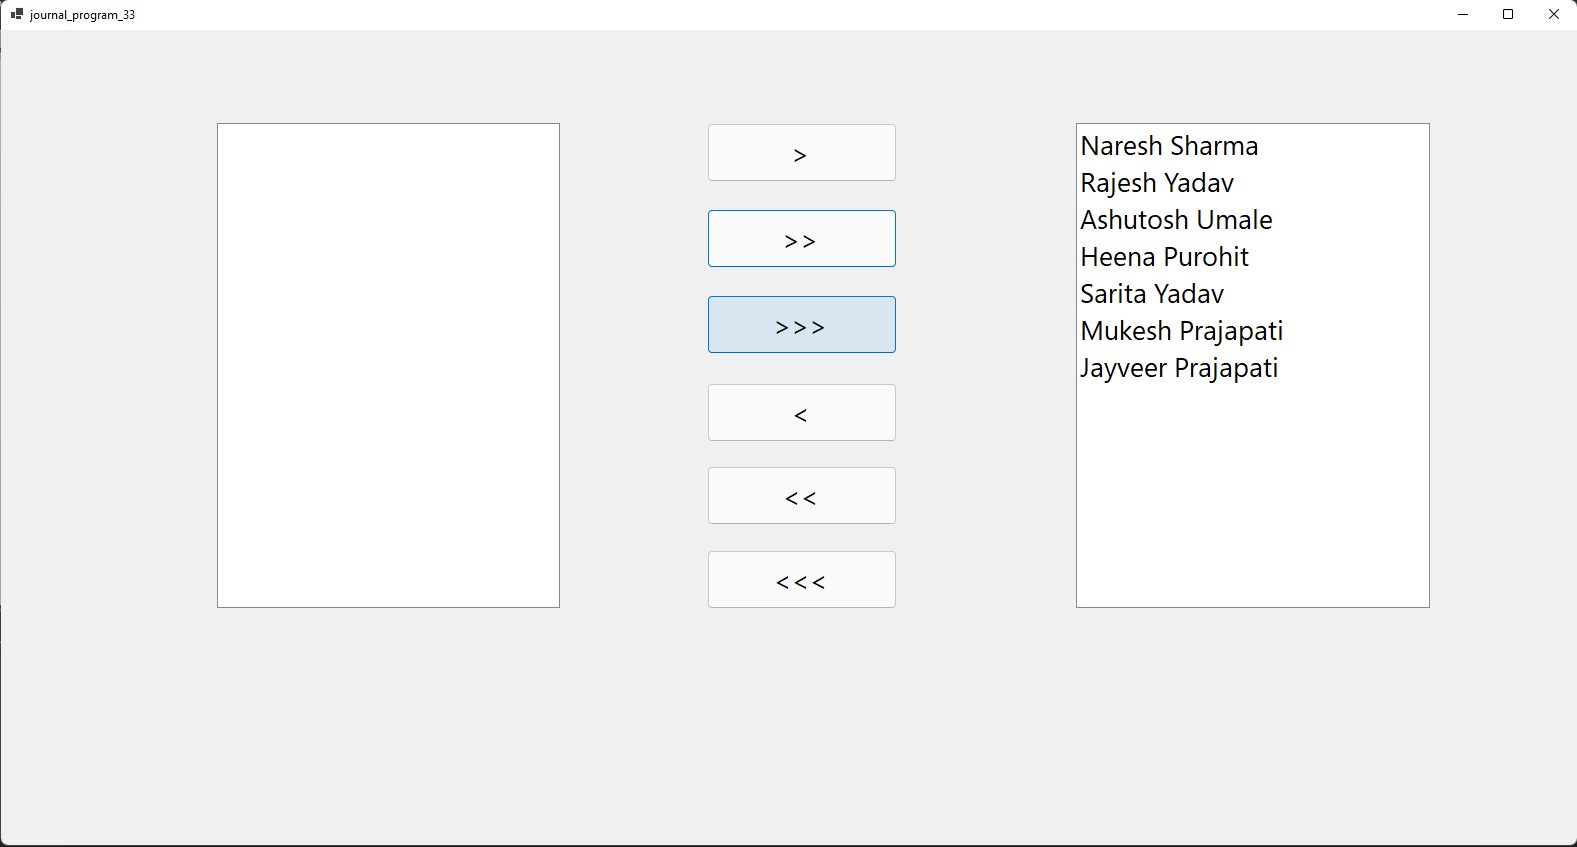 journal_program_33
>
>>
>>>
<
<<
<<<
Naresh Sharma
Rajesh Yadav
Ashutosh Umale
Heena Purohit
Sarita Yadav
Mukesh Prajapati
Jayveer Prajapati